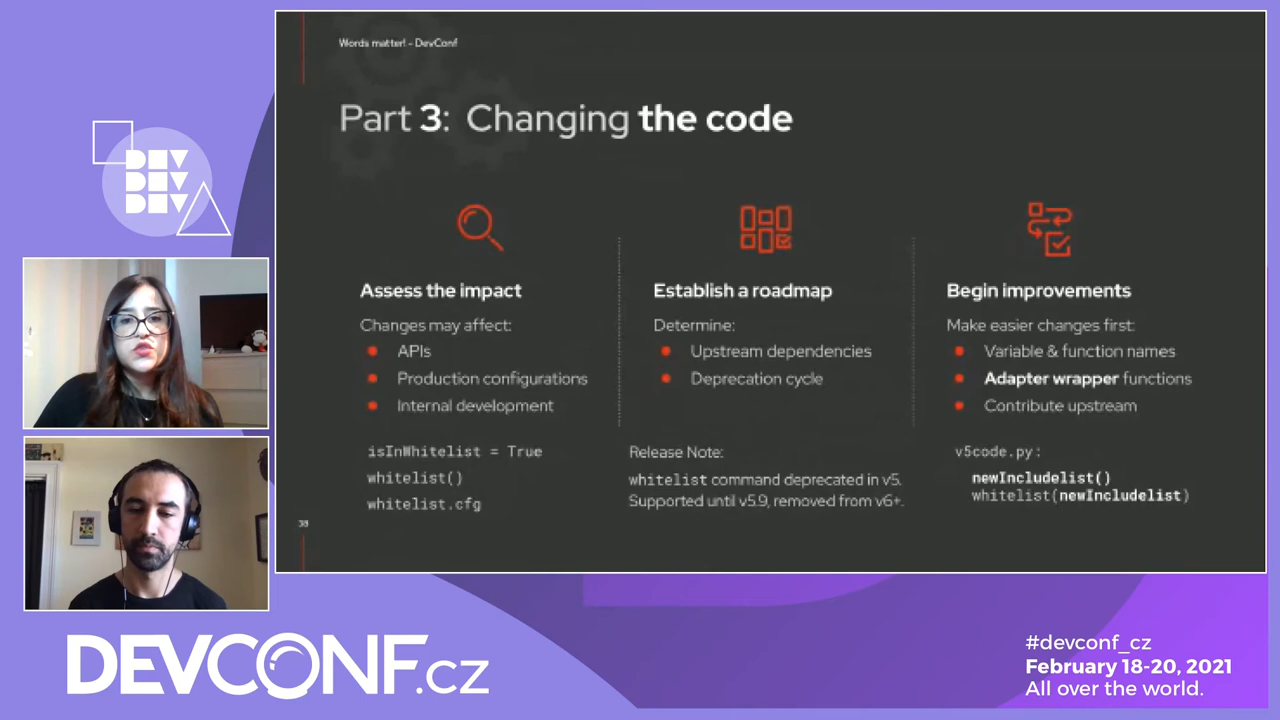 Words matter! - DevConf
Part 3: Changing the code
Assess the impact
Changes may affect:
APIs
Production configurations
Internal development
isInWhitelist = True
whitelist()
whitelist.cfg
Establish a roadmap
Determine:
Upstream dependencies
Deprecation cycle
Release Note:
whitelist command deprecated in v5.
Supported until v5.9, removed from v6+.
Begin improvements
Make easier changes first:
Variable & function names
Adapter wrapper functions
Contribute upstream
v5code.py:
newIncludelist()
whitelist(newIncludelist)
38
DEV
DEV
DEV
DEVCONF.cz
#devconf_cz
February 18-20, 2021
All over the world.